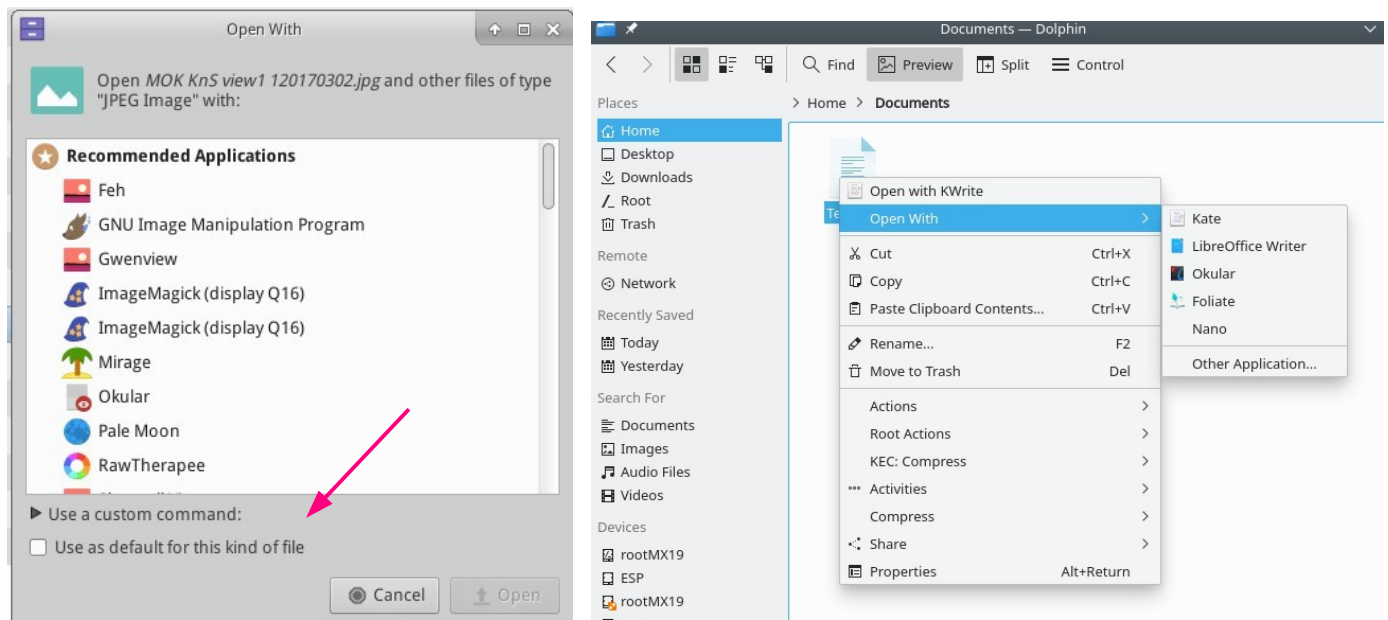 Open With
Open MOK KnS view1 120170302.jpg and other files of type
"JPEG Image" with:
Recommended Applications
Feh
GNU Image Manipulation Program
Gwenview
ImageMagick (display Q16)
ImageMagick (display Q16)
Mirage
Okular
Pale Moon
RawTherapee
Use a custom command:
Use as default for this kind of file
Cancel
Open
Documents — Dolphin
Find
Preview
Split
Control
Places
Home
Desktop
Downloads
Root
Trash
Remote
Network
Recently Saved
Today
Yesterday
Search For
Documents
Images
Audio Files
Videos
Devices
rootMX19
ESP
rootMX19
> Home > Documents
Te
Open with KWrite
Open With
Cut Ctrl+X
Copy Ctrl+C
Paste Clipboard Contents... Ctrl+V
Rename... F2
Move to Trash Del
Actions
Root Actions
KEC: Compress
Activities
Compress
Share
Properties Alt+Return
Kate
LibreOffice Writer
Okular
Foliate
Nano
Other Application...